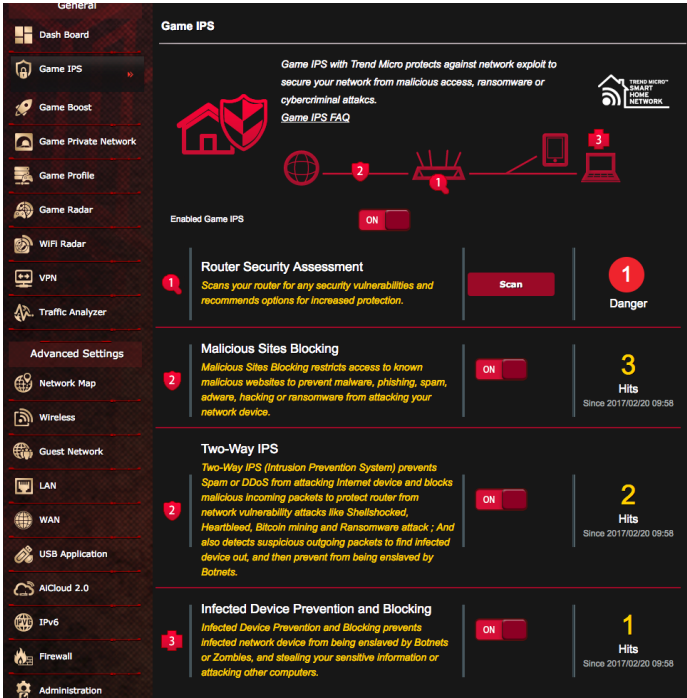 General
Dash Board
Game IPS
Game Boost
Game Private Network
Game Profile
Game Radar
WiFi Radar
VPN
Traffic Analyzer
Advanced Settings
Network Map
Wireless
Guest Network
LAN
WAN
USB Application
AiCloud 2.0
IPv6
Firewall
Administration
Game IPS
Game IPS with Trend Micro protects against network exploit to
secure your network from malicious access, ransomware or
cybercriminal attakcs.
Game IPS FAQ
TREND MICRO™
SMART
HOME
NETWORK
3
2
1
Enabled Game IPS
ON
1
Router Security Assessment
Scans your router for any security vulnerabilities and
recommends options for increased protection.
Scan
1
Danger
2
Malicious Sites Blocking
Malicious Sites Blocking restricts access to known
malicious websites to prevent malware, phishing, spam,
adware, hacking or ransomware from attacking your
network device.
ON
3
Hits
Since 2017/02/20 09:58
2
Two-Way IPS
Two-Way IPS (Intrusion Prevention System) prevents
Spam or DDoS from attacking Internet device and blocks
malicious incoming packets to protect router from
network vulnerability attacks like Shellshocked,
Heartbleed, Bitcoin mining and Ransomware attack ; And
also detects suspicious outgoing packets to find infected
device out, and then prevent from being enslaved by
Botnets.
ON
2
Hits
Since 2017/02/20 09:58
3
Infected Device Prevention and Blocking
Infected Device Prevention and Blocking prevents
infected network device from being enslaved by Botnets
or Zombies, and stealing your sensitive information or
attacking other computers.
ON
1
Hits
Since 2017/02/20 09:58